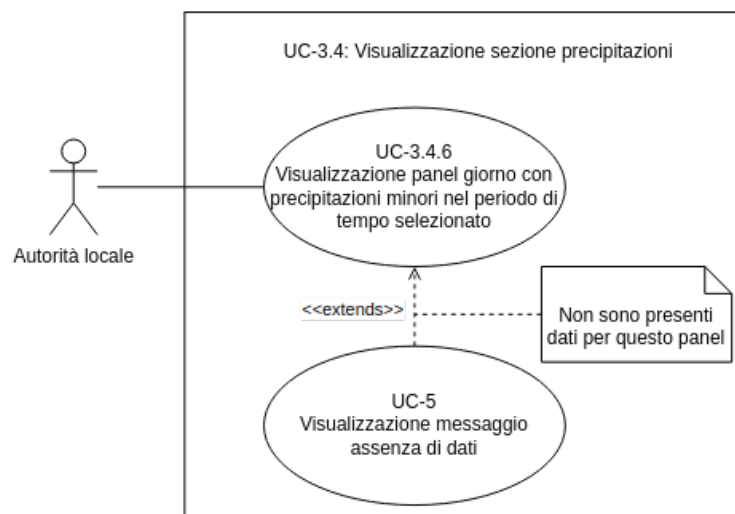 UC-3.4: Visualizzazione sezione precipitazioni
UC-3.4.6
Visualizzazione panel giorno con
precipitazioni minori nel periodo di
tempo selezionato
Autorità locale
<<extends>>
Non sono presenti
dati per questo panel
UC-5
Visualizzazione messaggio
assenza di dati